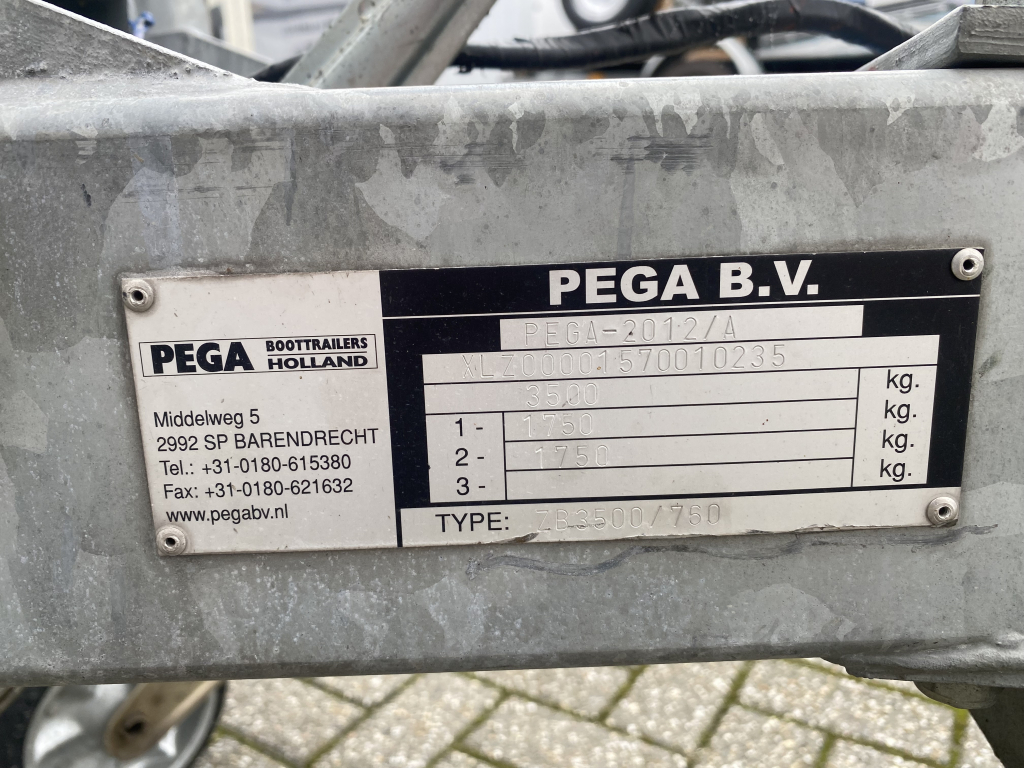 PEGA BOOTTRAILERS
HOLLAND
Middelweg 5
2992 SP BARENDRECHT
Tel.: +31-0180-615380
Fax: +31-0180-621632
www.pegabv.nl
PEGA B.V.
PEGA-2012/A
XLZ00001570010235
3500 kg.
1- 1750 kg.
2- 1750 kg.
3- kg.
TYPE: ZB3500/750